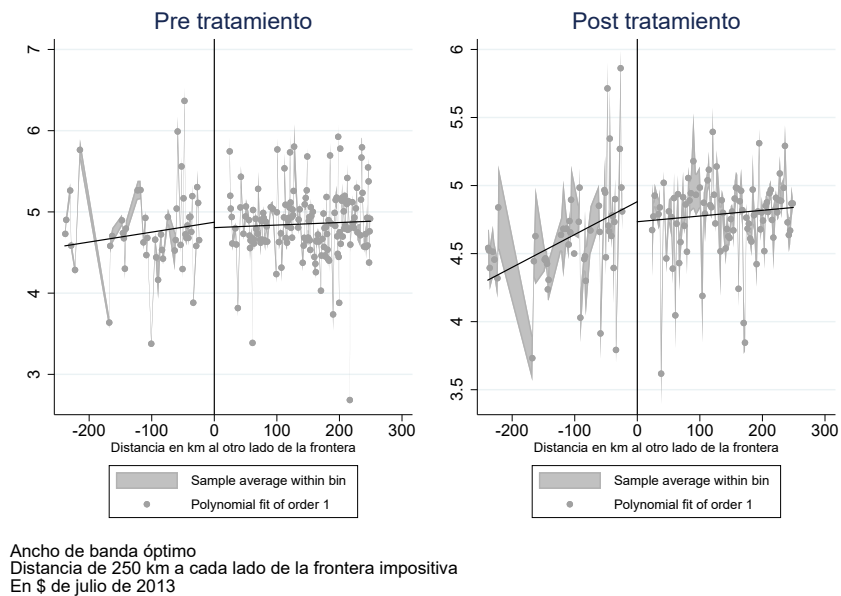 Pre tratamiento
7
6
5
4
3
-200
-100
0
100
200
300
Distancia en km al otro lado de la frontera
Sample average within bin
Polynomial fit of order 1
Post tratamiento
6
5.5
5
4.5
4
3.5
-200
-100
0
100
200
300
Distancia en km al otro lado de la frontera
Sample average within bin
Polynomial fit of order 1
Ancho de banda óptimo
Distancia de 250 km a cada lado de la frontera impositiva
En $ de julio de 2013